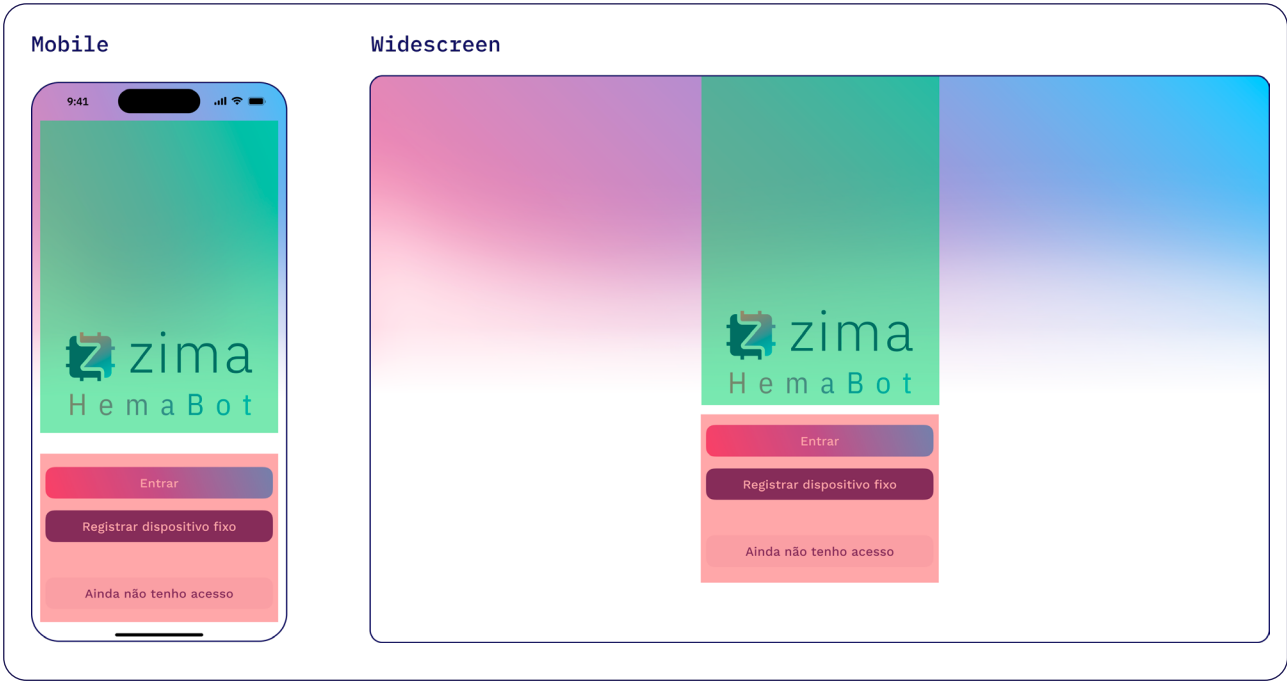 Mobile
Widescreen
9:41
zima
HemaBot
Entrar
Registrar dispositivo fixo
Ainda não tenho acesso
zima
HemaBot
Entrar
Registrar dispositivo fixo
Ainda não tenho acesso